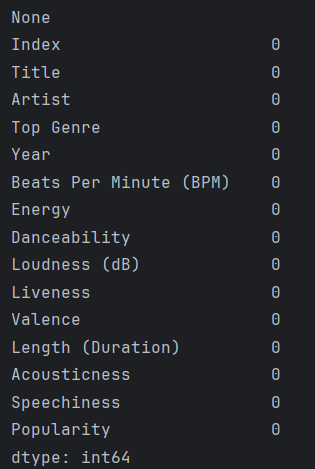 None
Index 0
Title 0
Artist 0
Top Genre 0
Year 0
Beats Per Minute (BPM) 0
Energy 0
Danceability 0
Loudness (dB) 0
Liveness 0
Valence 0
Length (Duration) 0
Acousticness 0
Speechiness 0
Popularity 0
dtype: int64